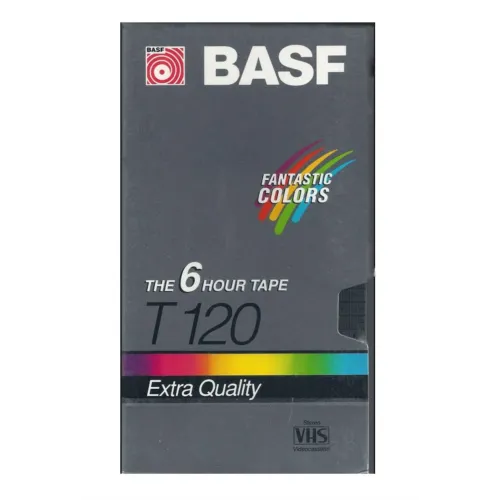 BASF
BASF
FANTASTIC
COLORS
THE 6 HOUR TAPE
T 120
Extra Quality
VHS